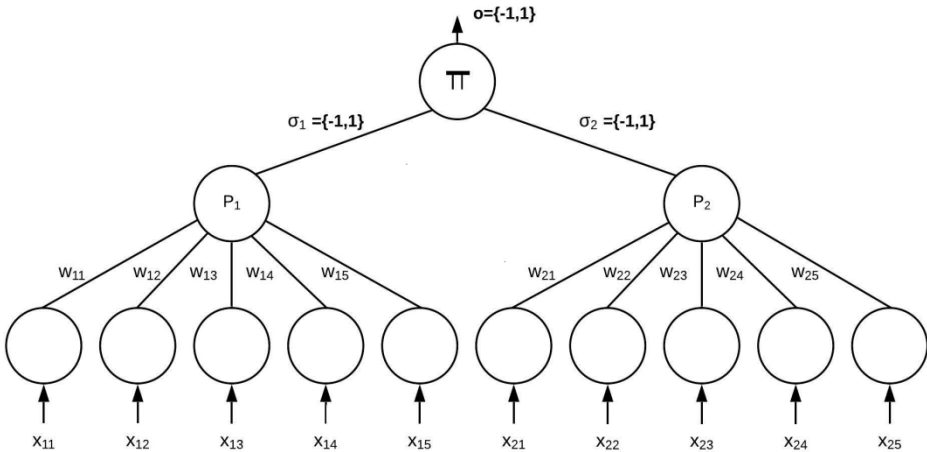 o={-1,1}
π
σ₁ ={-1,1} σ₂ ={-1,1}
P₁ P₂
w₁₁ w₁₂ w₁₃ w₁₄ w₁₅ w₂₁ w₂₂ w₂₃ w₂₄ w₂₅
x₁₁ x₁₂ x₁₃ x₁₄ x₁₅ x₂₁ x₂₂ x₂₃ x₂₄ x₂₅